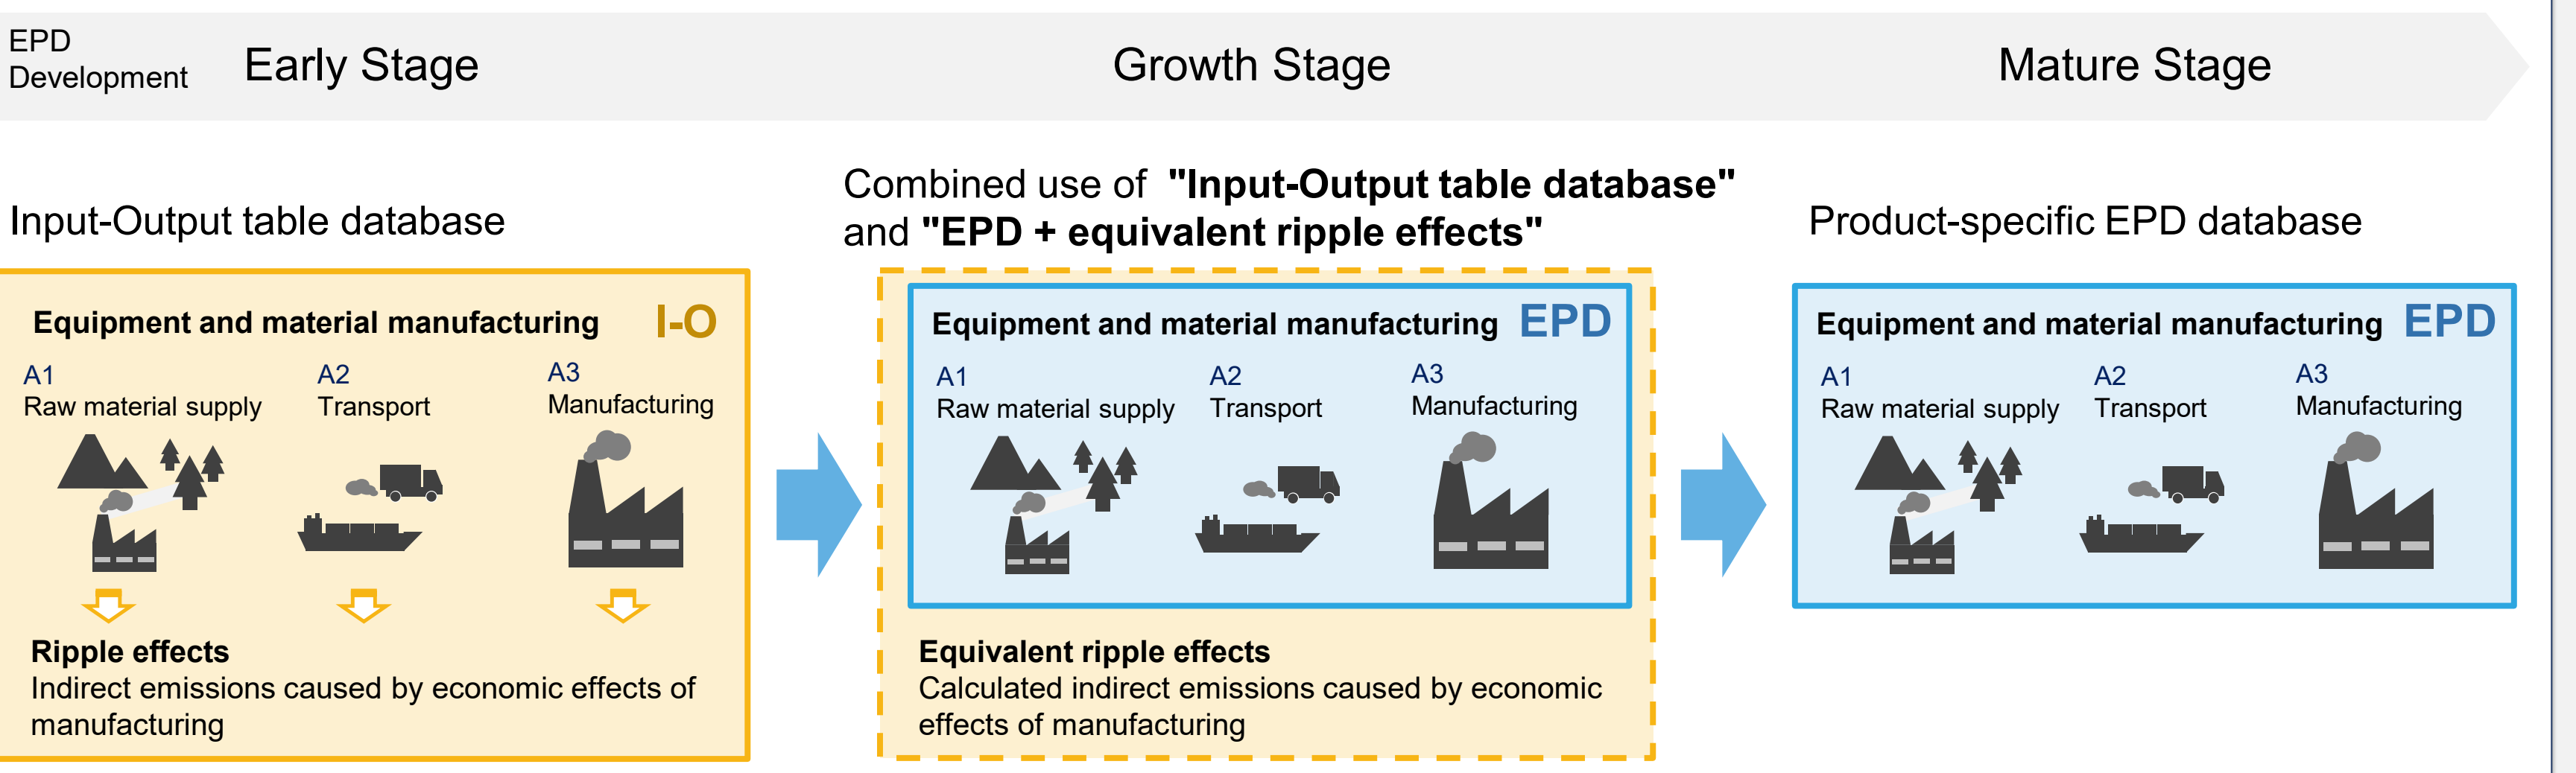 EPD
Development
Early Stage
Growth Stage
Mature Stage
Input-Output table database
Combined use of "Input-Output table database"
and "EPD + equivalent ripple effects"
Product-specific EPD database
Equipment and material manufacturing I-O
A1
Raw material supply
A2
Transport
A3
Manufacturing
Ripple effects
Indirect emissions caused by economic effects of
manufacturing
Equipment and material manufacturing EPD
A1
Raw material supply
A2
Transport
A3
Manufacturing
Equivalent ripple effects
Calculated indirect emissions caused by economic
effects of manufacturing
Equipment and material manufacturing EPD
A1
Raw material supply
A2
Transport
A3
Manufacturing